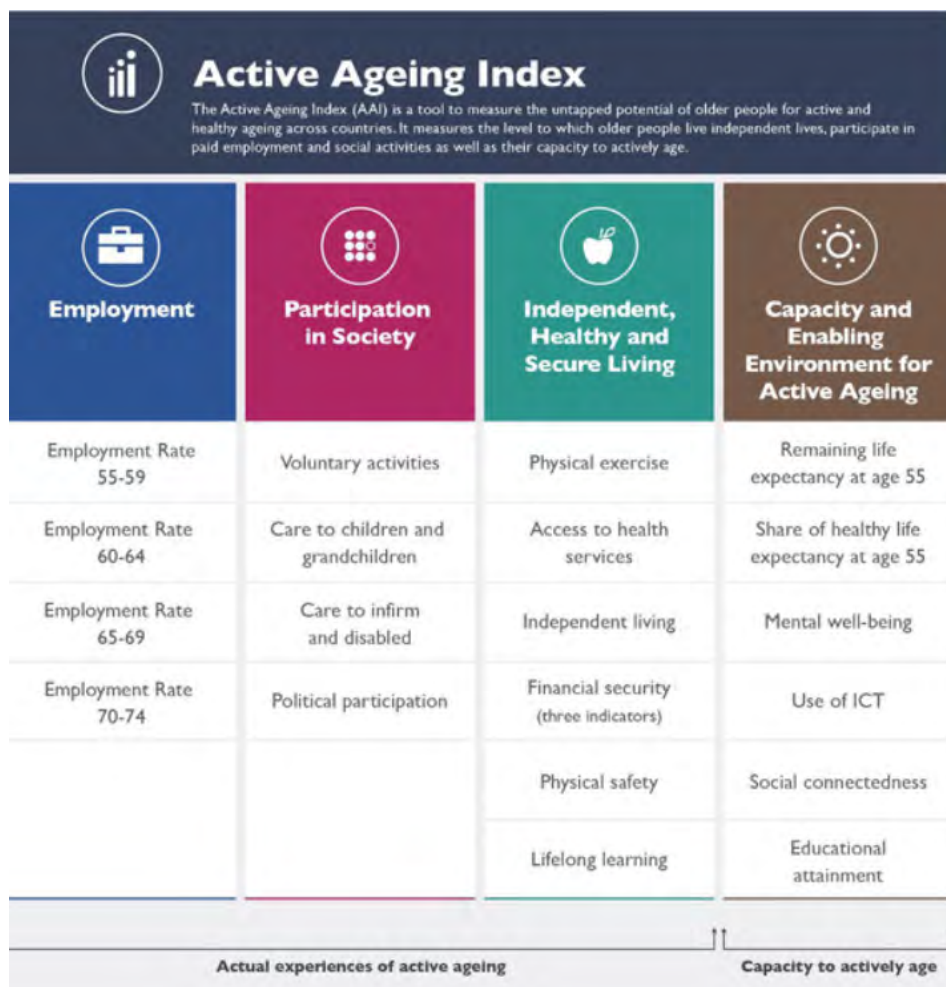 Active Ageing Index
The Active Ageing Index (AAI) is a tool to measure the untapped potential of older people for active and
healthy ageing across countries. It measures the level to which older people live independent lives, participate in
paid employment and social activities as well as their capacity to actively age.
Employment
Employment Rate
55-59
Employment Rate
60-64
Employment Rate
65-69
Employment Rate
70-74
Participation
in Society
Voluntary activities
Care to children and
grandchildren
Care to infirm
and disabled
Political participation
Independent,
Healthy and
Secure Living
Physical exercise
Access to health
services
Independent living
Financial security
(three indicators)
Physical safety
Lifelong learning
Capacity and
Enabling
Environment for
Active Ageing
Remaining life
expectancy at age 55
Share of healthy life
expectancy at age 55
Mental well-being
Use of ICT
Social connectedness
Educational
attainment
Actual experiences of active ageing
Capacity to actively age